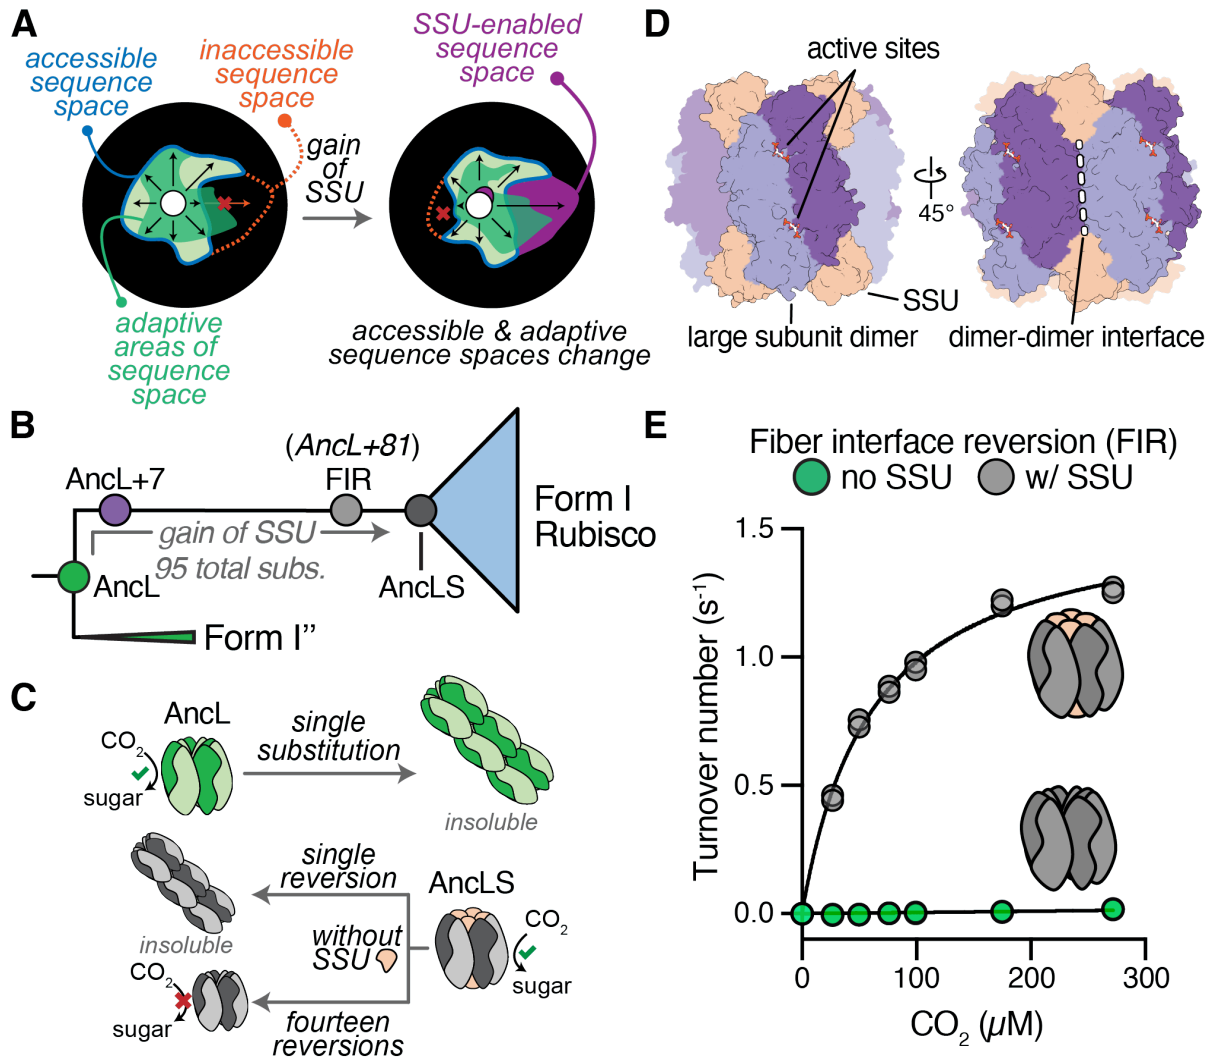 A
accessible
sequence
space
inaccessible
sequence
space
gain
of
SSU
SSU-enabled
sequence
space
adaptive
areas of
sequence
space
accessible & adaptive
sequence spaces change
B
AncL+7
(AncL+81)
FIR
gain of SSU
95 total subs.
AncL
AncLS
Form I
Rubisco
Form I”
C
AncL
CO2
sugar
single
substitution
insoluble
single
reversion
insoluble
AncLS
without
SSU
CO2
sugar
CO2
sugar
fourteen
reversions
D
active sites
45°
SSU
large subunit dimer
dimer-dimer interface
E
Fiber interface reversion (FIR)
no SSU
w/ SSU
Turnover number (s-1)
1.5
1.0
0.5
0.0
0
100
200
300
CO2 (µM)